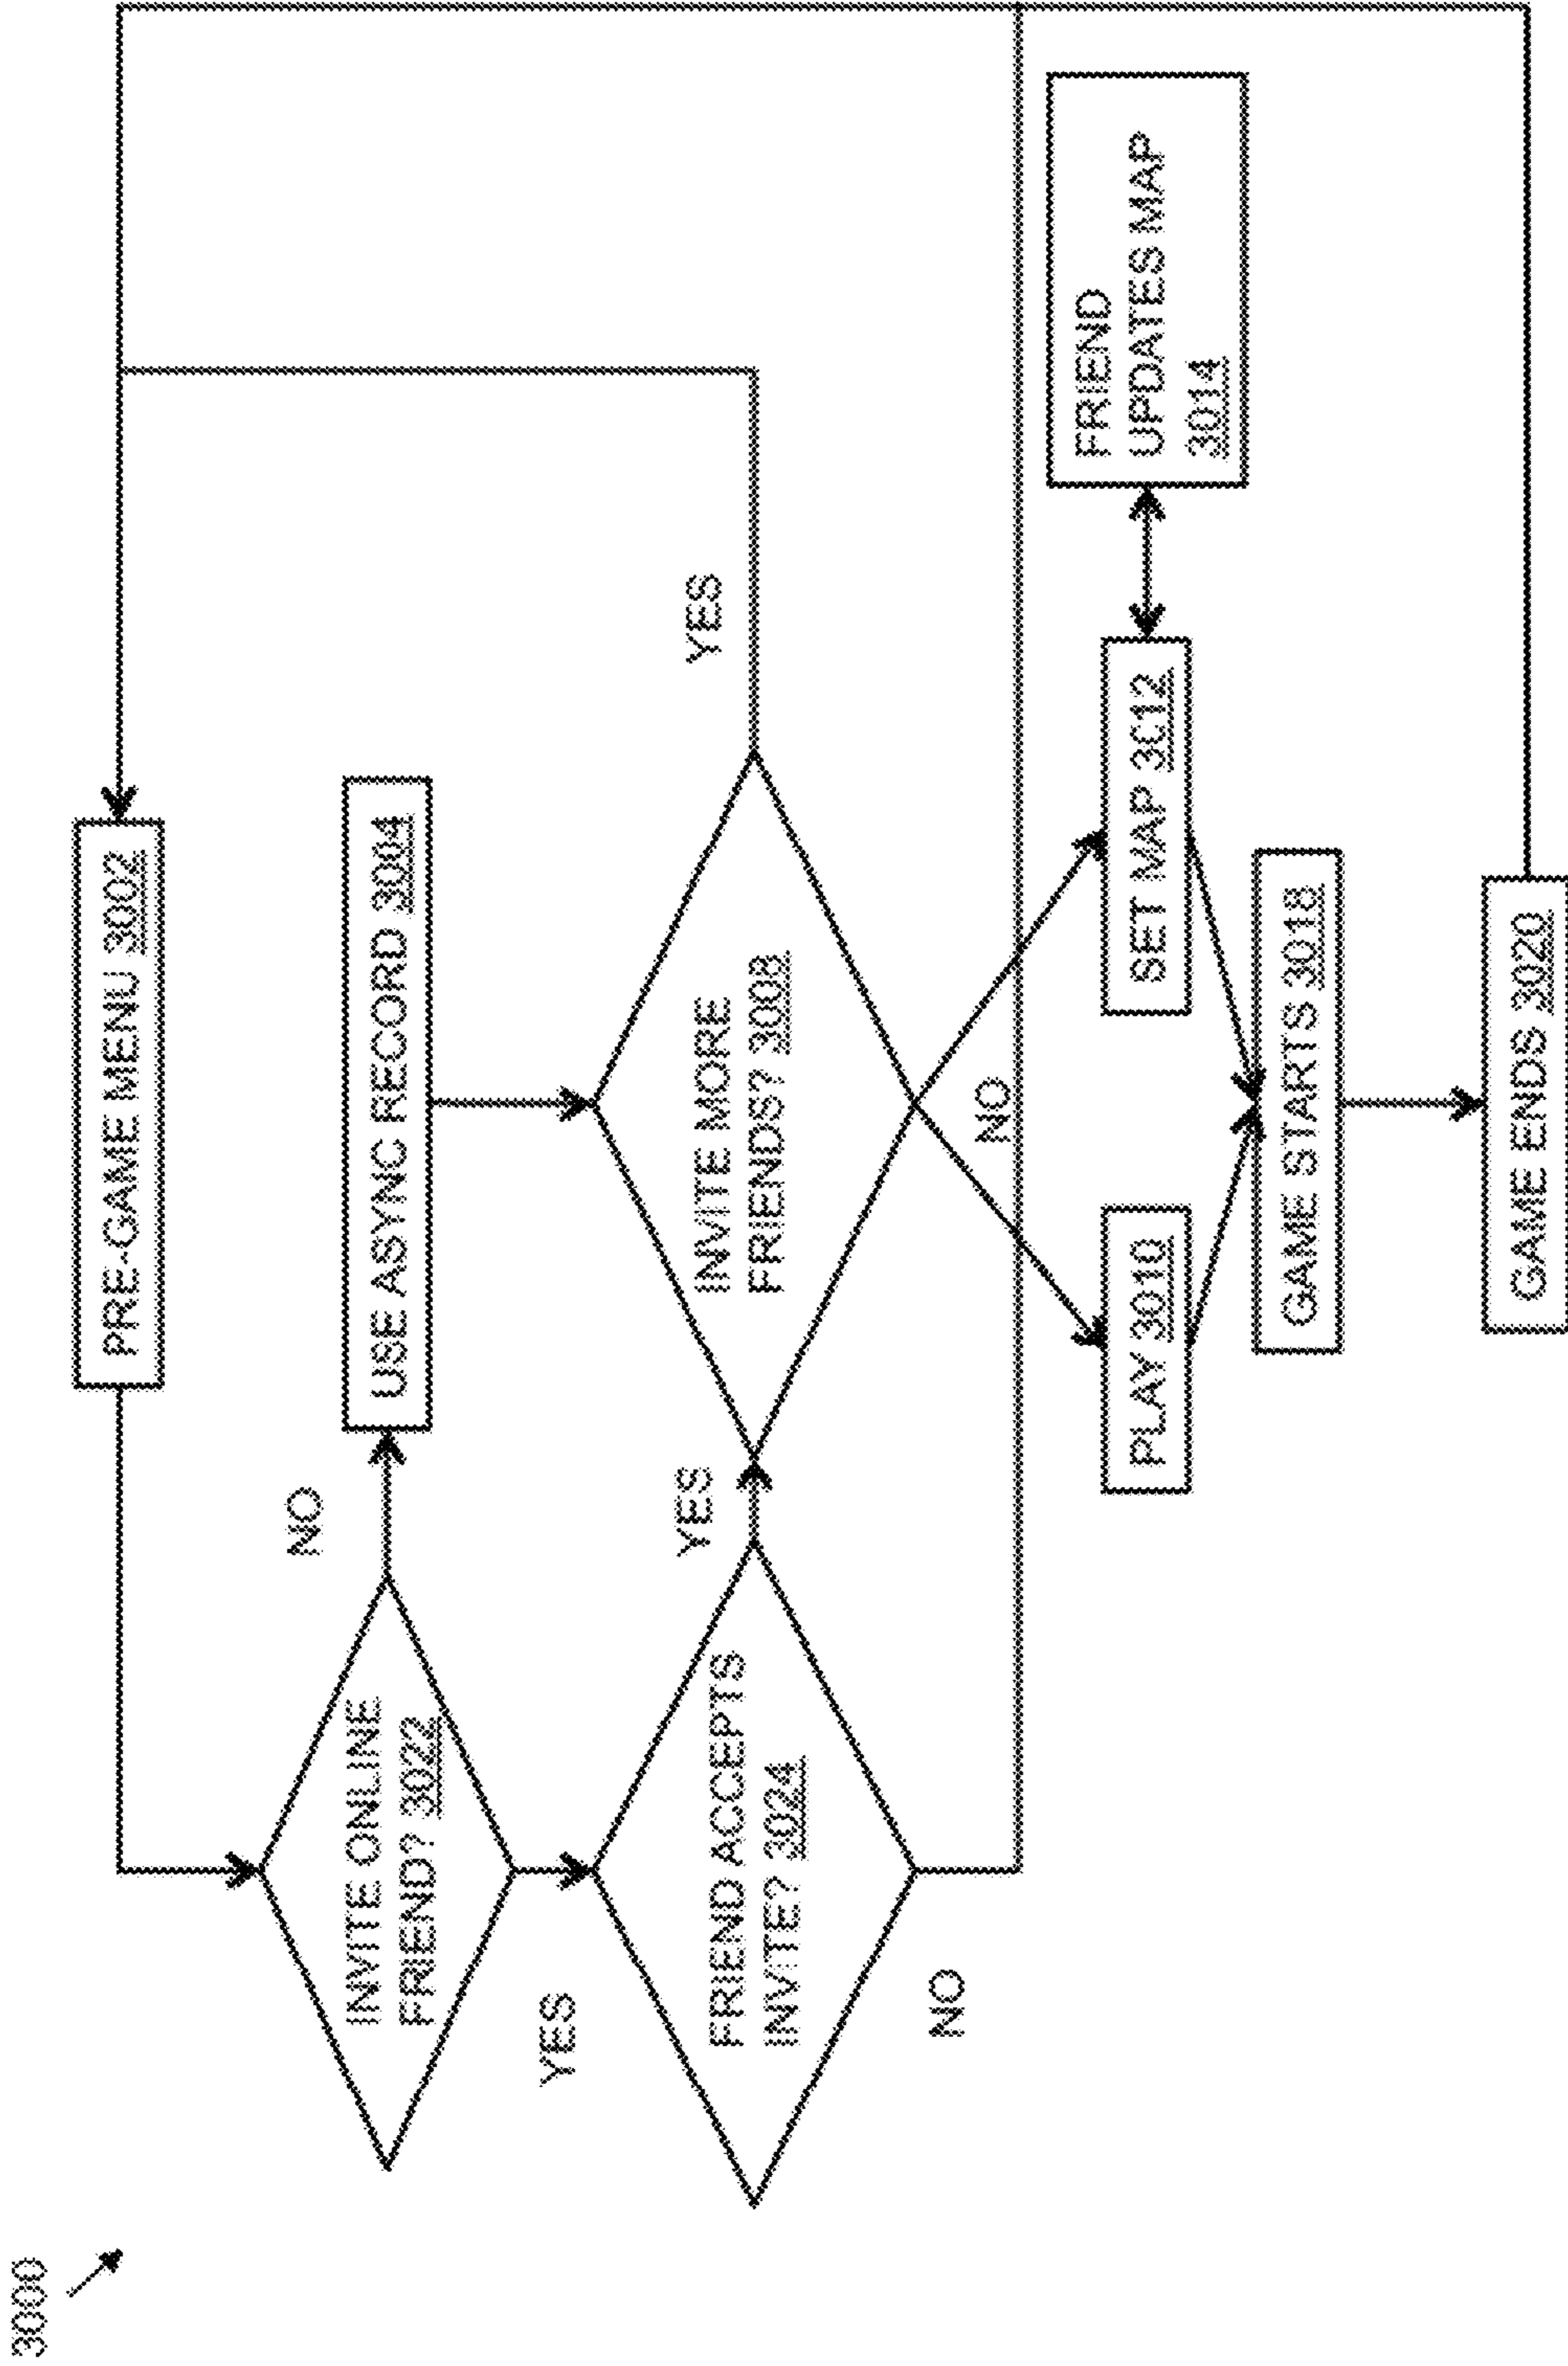 3000
PRE-GAME MENU 3002
NO
USE ASYNC RECORD 3004
INVITE ONLINE
FRIEND? 3022
YES
YES
FRIEND ACCEPTS
INVITE? 3024
INVITE MORE
FRIENDS? 3008
YES
NO
NO
PLAY 3010
SET MAP 3012
FRIEND
UPDATES MAP
3014
GAME STARTS 3018
GAME ENDS 3020